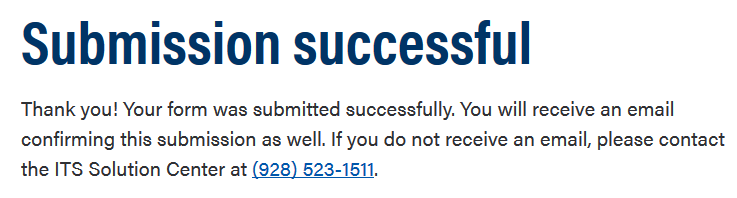 Submission successful
Thank you! Your form was submitted successfully. You will receive an email
confirming this submission as well. If you do not receive an email, please contact
the ITS Solution Center at (928) 523-1511.